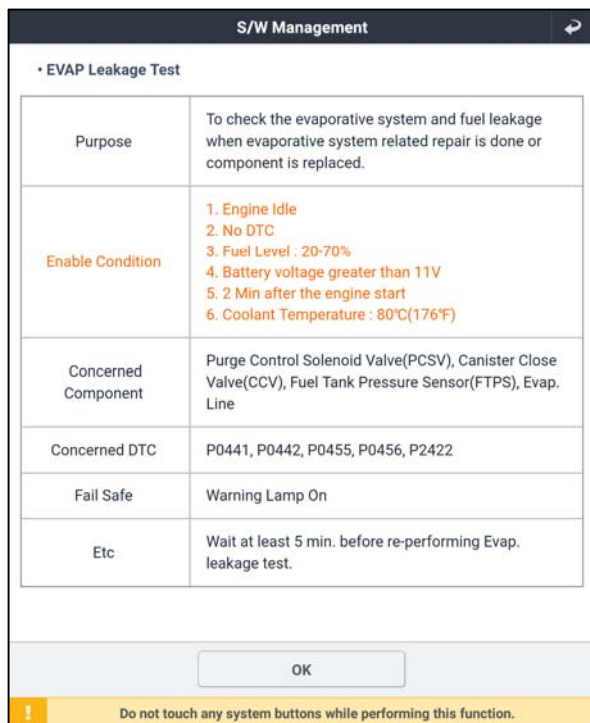 S/W Management
• EVAP Leakage Test
Purpose
To check the evaporative system and fuel leakage
when evaporative system related repair is done or
component is replaced.
Enable Condition
1. Engine Idle
2. No DTC
3. Fuel Level : 20-70%
4. Battery voltage greater than 11V
5. 2 Min after the engine start
6. Coolant Temperature : 80℃(176℉)
Concerned
Component
Purge Control Solenoid Valve(PCSV), Canister Close
Valve(CCV), Fuel Tank Pressure Sensor(FTPS), Evap.
Line
Concerned DTC
P0441, P0442, P0455, P0456, P2422
Fail Safe
Warning Lamp On
Etc
Wait at least 5 min. before re-performing Evap.
leakage test.
OK
! Do not touch any system buttons while performing this function.